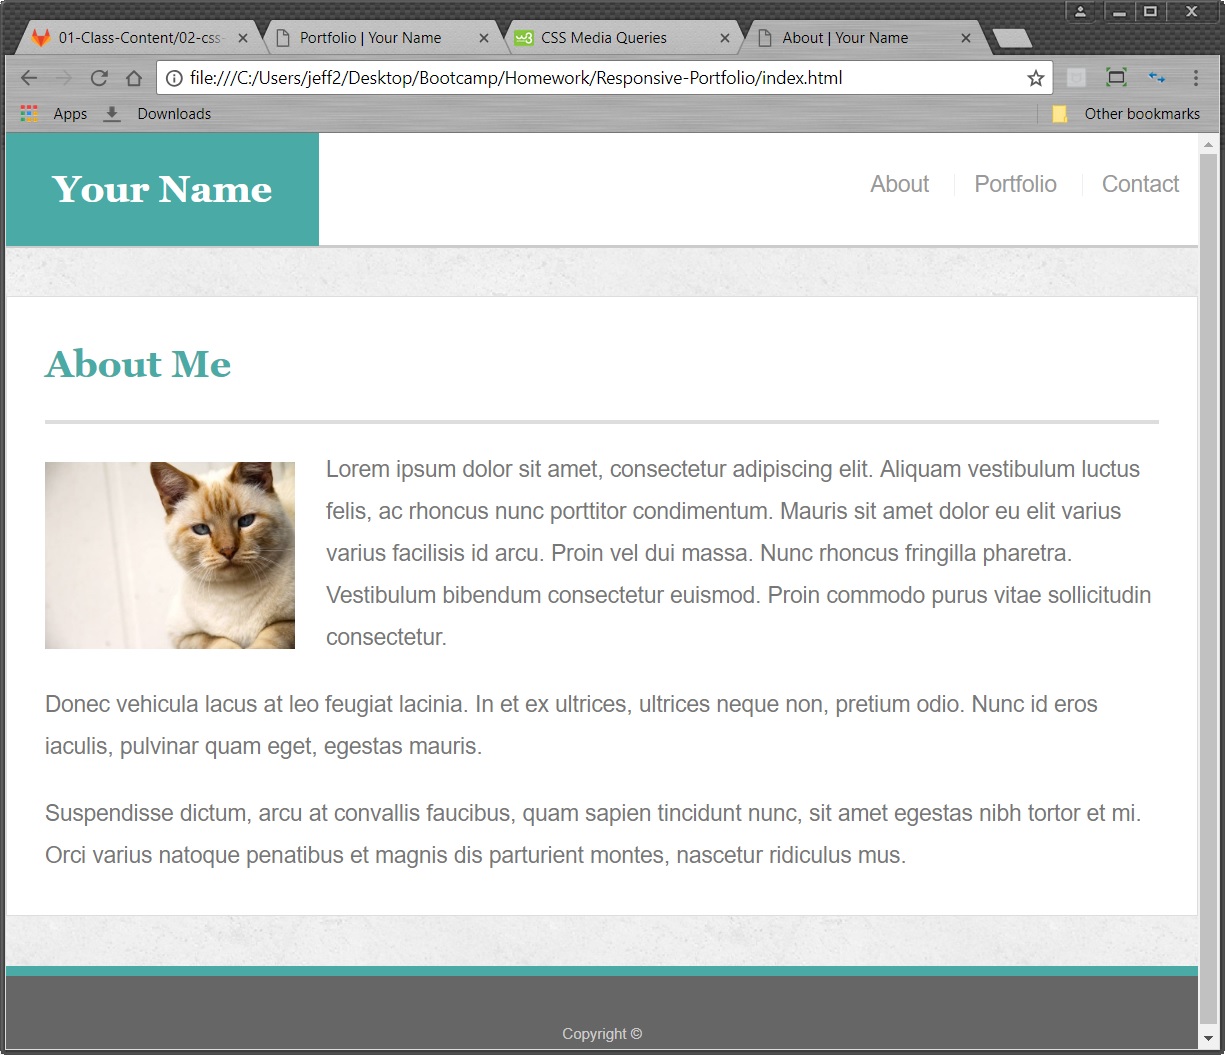 01-Class-Content/02-css-
Portfolio | Your Name
CSS Media Queries
About | Your Name
file:///C:/Users/jeff2/Desktop/Bootcamp/Homework/Responsive-Portfolio/index.html
Apps
Downloads
Other bookmarks
Your Name
About
Portfolio
Contact
About Me
Lorem ipsum dolor sit amet, consectetur adipiscing elit. Aliquam vestibulum luctus
felis, ac rhoncus nunc porttitor condimentum. Mauris sit amet dolor eu elit varius
varius facilisis id arcu. Proin vel dui massa. Nunc rhoncus fringilla pharetra.
Vestibulum bibendum consectetur euismod. Proin commodo purus vitae sollicitudin
consectetur.
Donec vehicula lacus at leo feugiat lacinia. In et ex ultrices, ultrices neque non, pretium odio. Nunc id eros
iaculis, pulvinar quam eget, egestas mauris.
Suspendisse dictum, arcu at convallis faucibus, quam sapien tincidunt nunc, sit amet egestas nibh tortor et mi.
Orci varius natoque penatibus et magnis dis parturient montes, nascetur ridiculus mus.
Copyright ©